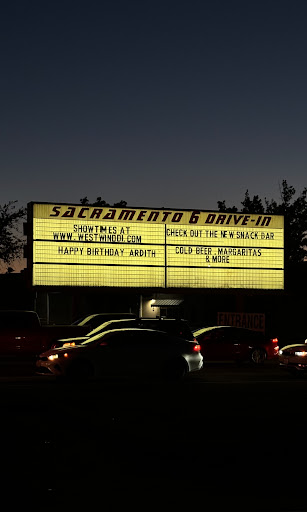 SACRAMENTO 6 DRIVE-IN
SHOWTIMES AT
WWW.WESTWINDDI.COM
HAPPY BIRTHDAY ARDITH
CHECK OUT THE NEW SNACK BAR
COLD BEER, MARGARITAS
& MORE
ENTRANCE